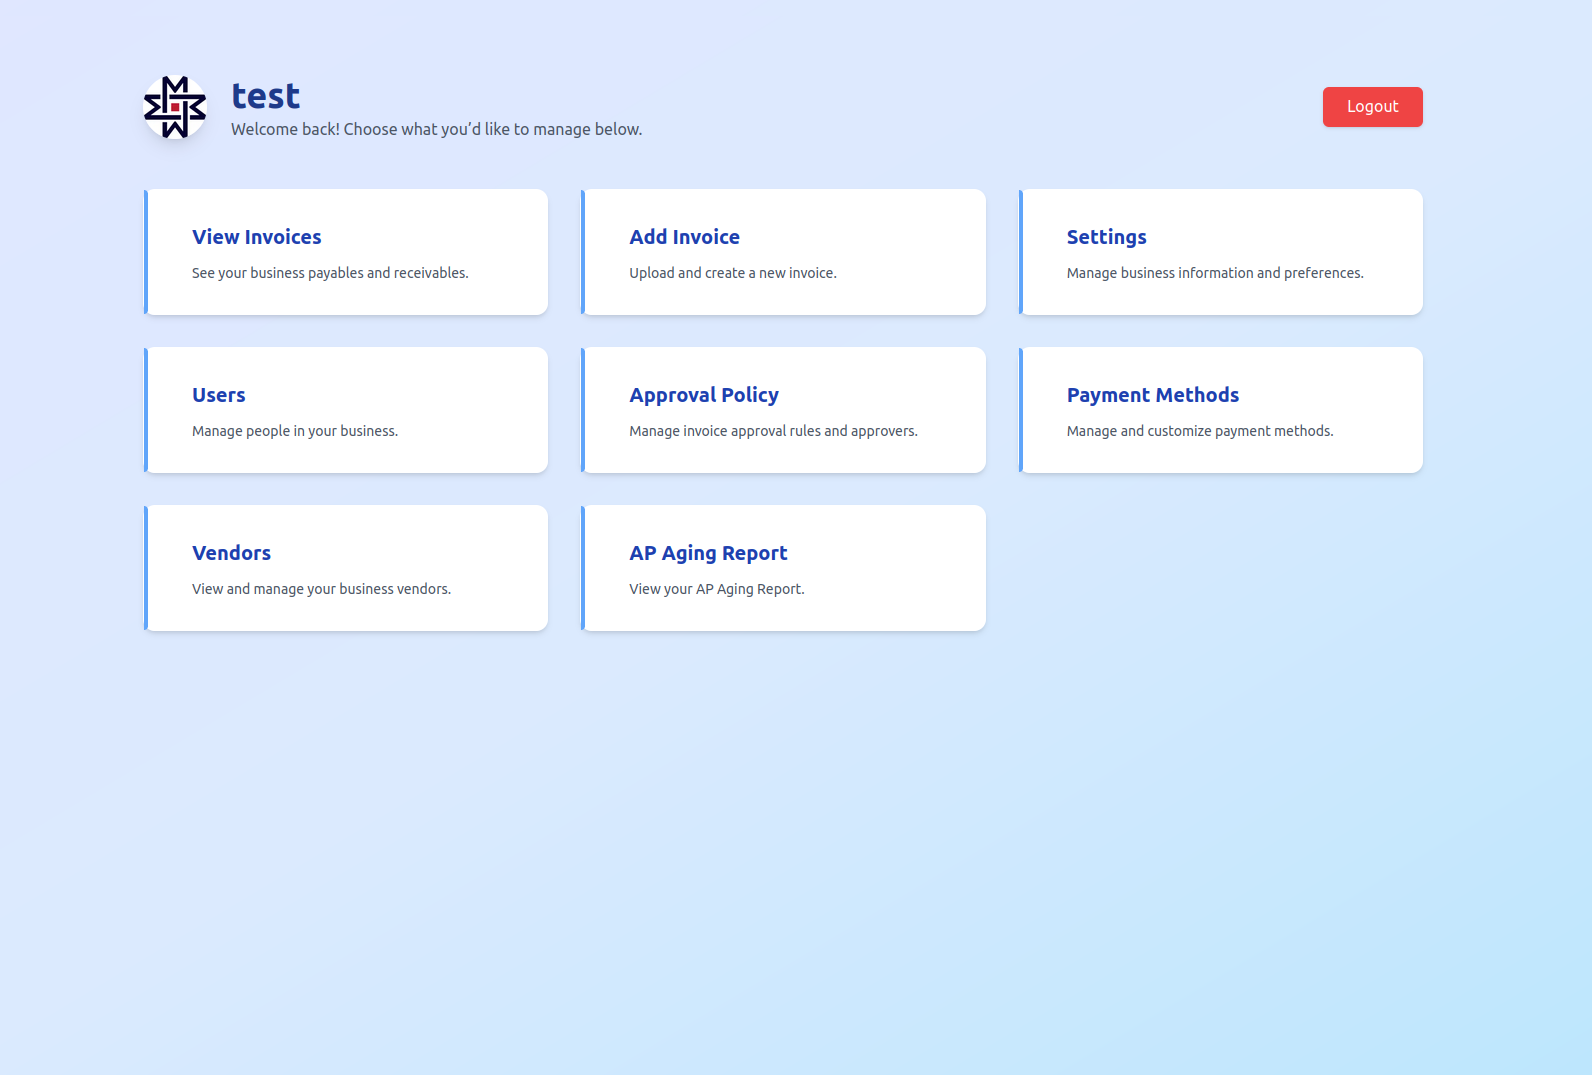 test
Welcome back! Choose what you’d like to manage below.
Logout
View Invoices
See your business payables and receivables.
Add Invoice
Upload and create a new invoice.
Settings
Manage business information and preferences.
Users
Manage people in your business.
Approval Policy
Manage invoice approval rules and approvers.
Payment Methods
Manage and customize payment methods.
Vendors
View and manage your business vendors.
AP Aging Report
View your AP Aging Report.